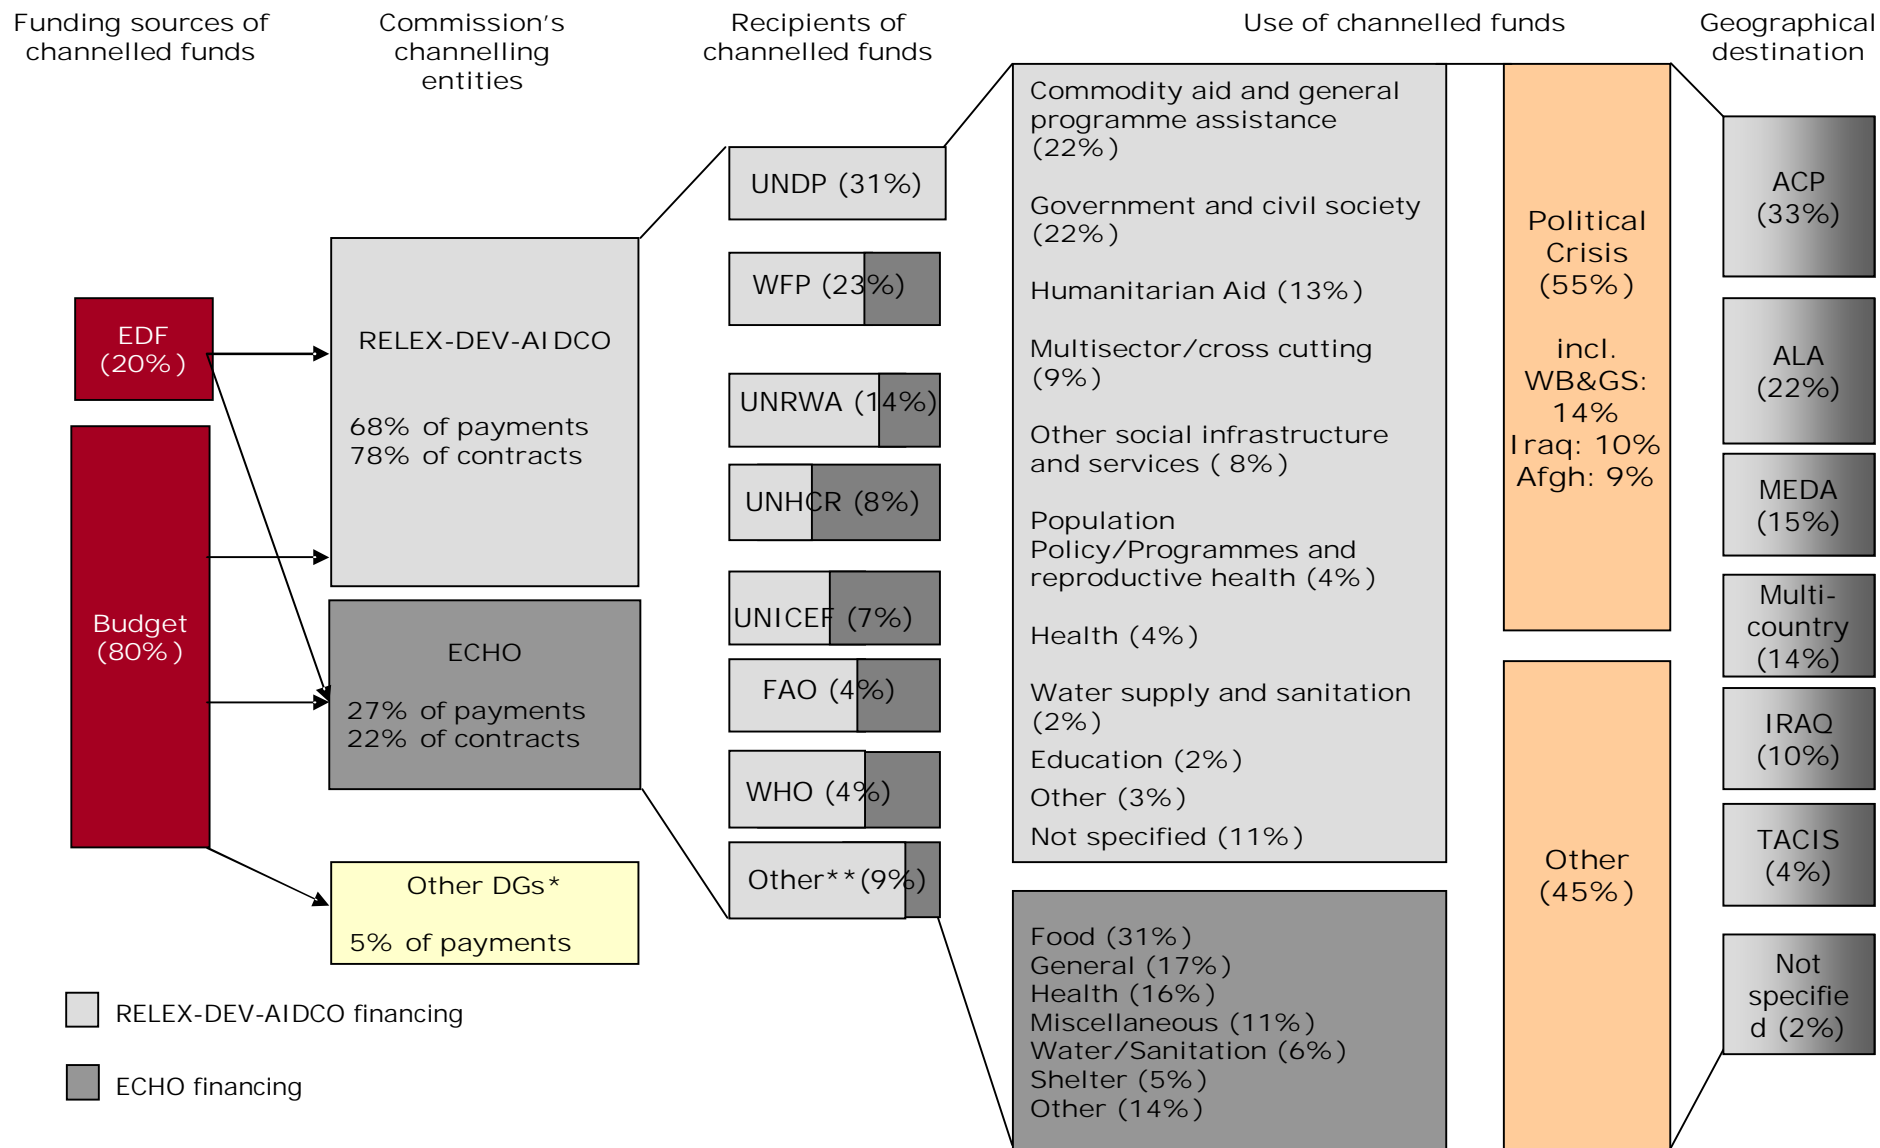 Funding sources of
channelled funds
Commission's
channelling
entities
Recipients of
channelled funds
Use of channelled funds
Geographical
destination
EDF
(20%)
Budget
(80%)
RELEX-DEV-AIDCO
68% of payments
78% of contracts
ECHO
27% of payments
22% of contracts
Other DGs*
5% of payments
RELEX-DEV-AIDCO financing
ECHO financing
UNDP (31%)
WFP (23%)
UNRWA (14%)
UNHCR (8%)
UNICEF (7%)
FAO (4%)
WHO (4%)
Other**(9%)
Commodity aid and general
programme assistance
(22%)
Government and civil society
(22%)
Humanitarian Aid (13%)
Multisector/cross cutting
(9%)
Other social infrastructure
and services ( 8%)
Population
Policy/Programmes and
reproductive health (4%)
Health (4%)
Water supply and sanitation
(2%)
Education (2%)
Other (3%)
Not specified (11%)
Food (31%)
General (17%)
Health (16%)
Miscellaneous (11%)
Water/Sanitation (6%)
Shelter (5%)
Other (14%)
Political
Crisis
(55%)
incl.
WB&GS:
14%
Iraq: 10%
Afgh: 9%
Other
(45%)
ACP
(33%)
ALA
(22%)
MEDA
(15%)
Multi-
country
(14%)
IRAQ
(10%)
TACIS
(4%)
Not
specifie
d (2%)